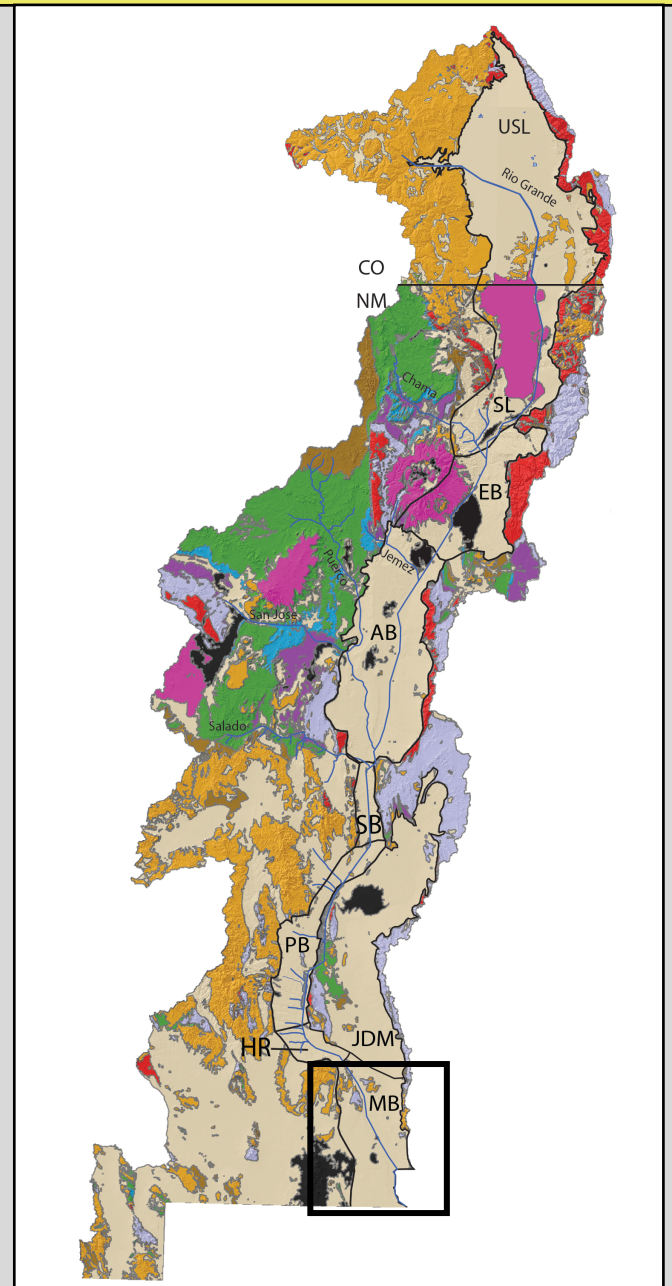 USL
Rio Grande
CO
NM
Chama
SL
EB
Jemez
Puerco
San Jose
AB
Salado
SB
PB
JDM
HR
MB